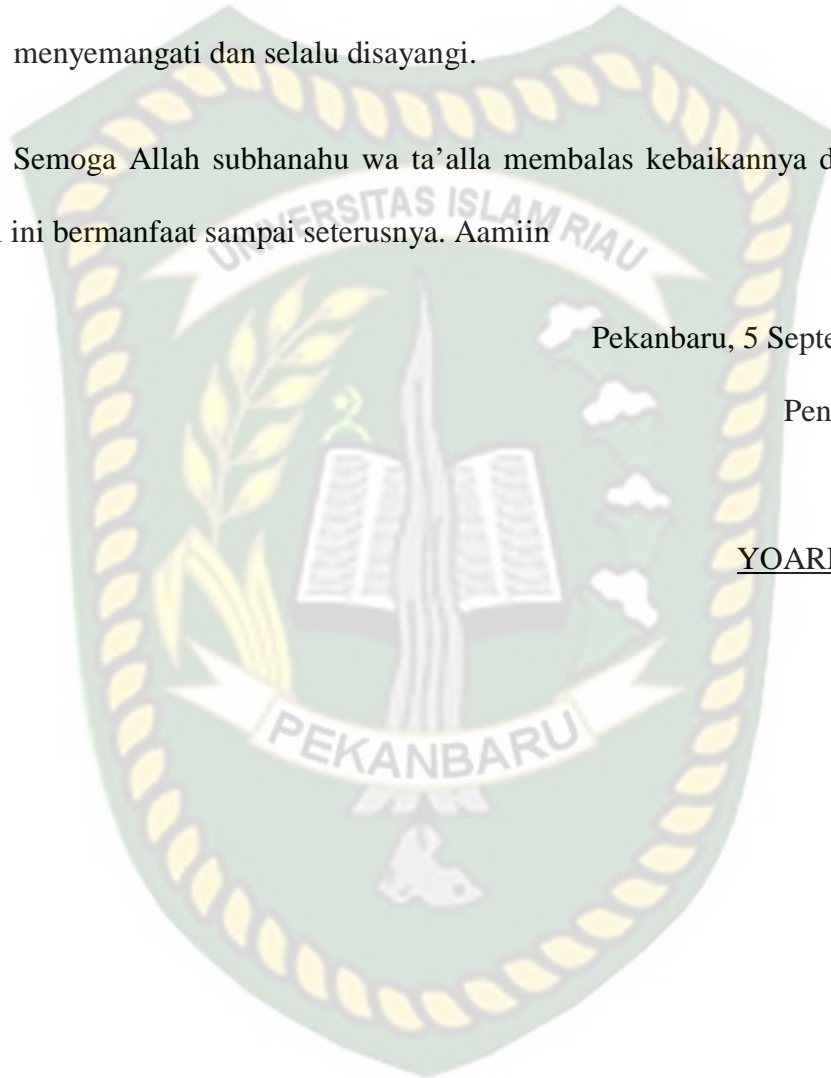 menyemangati dan selalu disayangi.
Semoga Allah subhanahu wa ta’alla membalas kebaikannya d
ini bermanfaat sampai seterusnya. Aamiin
UNIVERSITAS ISLAM RIAU
Pekanbaru, 5 Septe
Pen
YOARI
PEKANBARU